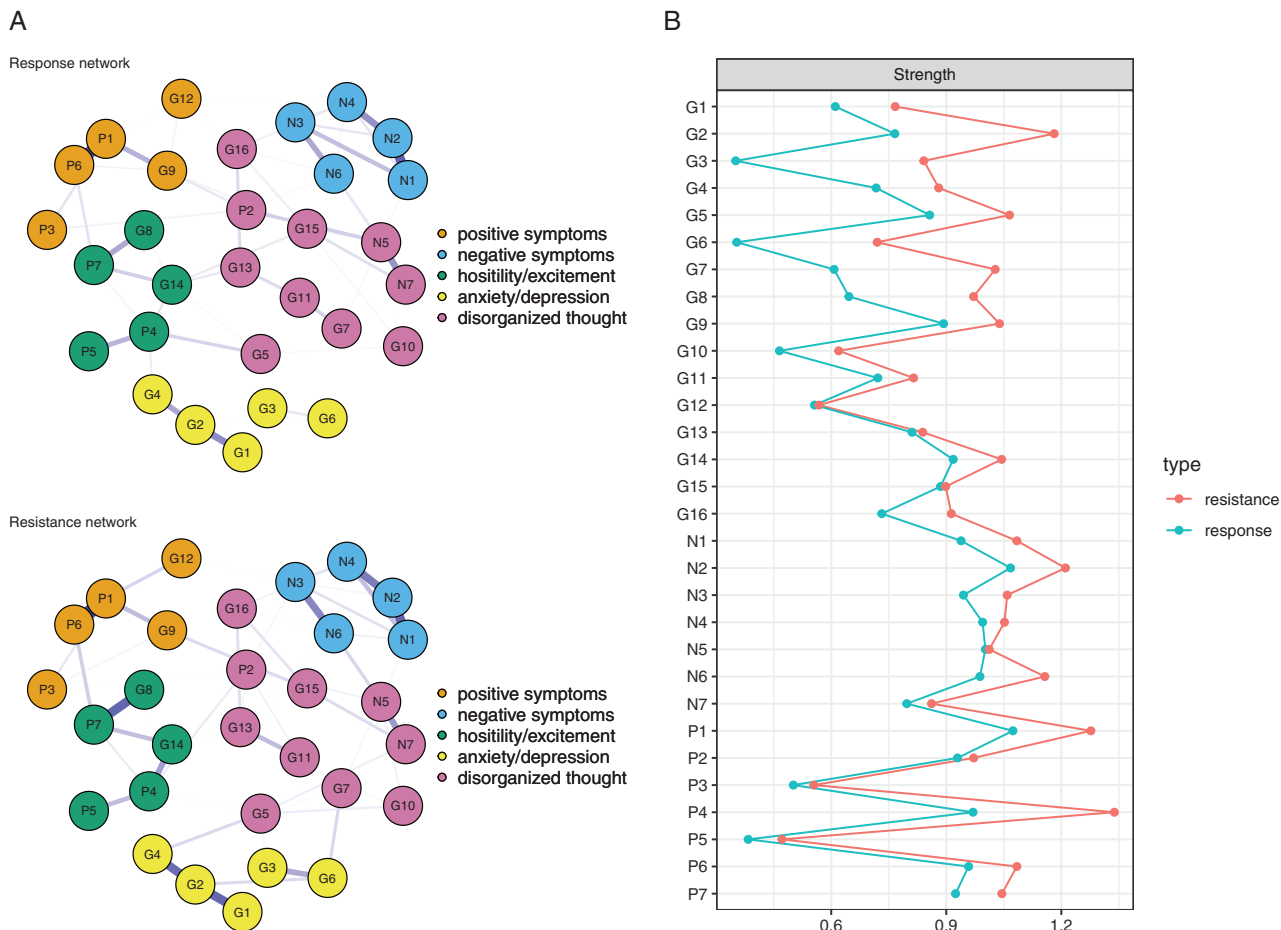 A
Response network
G12
N4
P1
N3
N2
G16
P6
G9
N6
N1
P2
P3
G8
G15
N5
P7
G13
G14
N7
G11
P4
G7
P5
G5
G10
G4
G3
G6
G2
G1
positive symptoms
negative symptoms
hositility/excitement
anxiety/depression
disorganized thought
Resistance network
G12
N4
P1
N3
N2
G16
P6
G9
N6
N1
P2
P3
G8
G15
N5
P7
G13
G14
N7
G11
P4
G7
P5
G5
G10
G4
G3
G6
G2
G1
positive symptoms
negative symptoms
hositility/excitement
anxiety/depression
disorganized thought
B
Strength
G1
G2
G3
G4
G5
G6
G7
G8
G9
G10
G11
G12
G13
G14
G15
G16
N1
N2
N3
N4
N5
N6
N7
P1
P2
P3
P4
P5
P6
P7
0.6
0.9
1.2
type
resistance
response